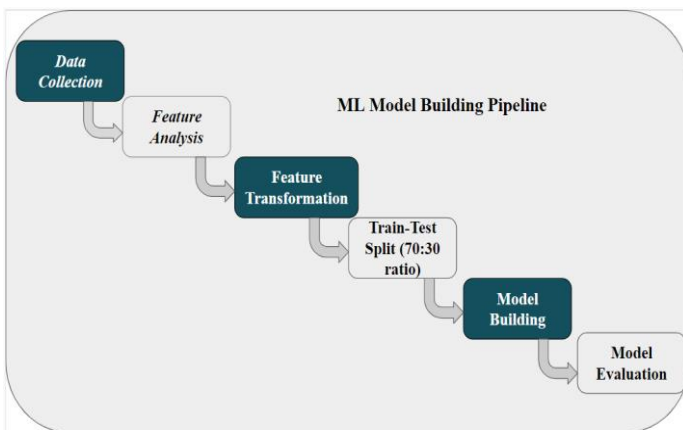 Data
Collection
ML Model Building Pipeline
Feature
Analysis
Feature
Transformation
Train-Test
Split (70:30
ratio)
Model
Building
Model
Evaluation